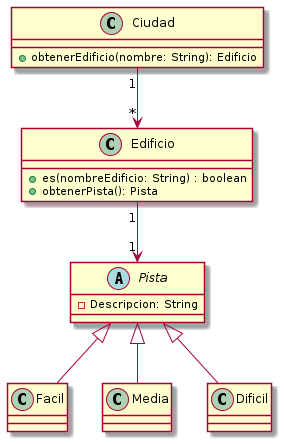 C Ciudad
obtenerEdificio(nombre: String): Edificio
1
*
C Edificio
es(nombreEdificio: String) : boolean
obtenerPista(): Pista
1
1
A Pista
Descripcion: String
C Facil
C Media
C Dificil